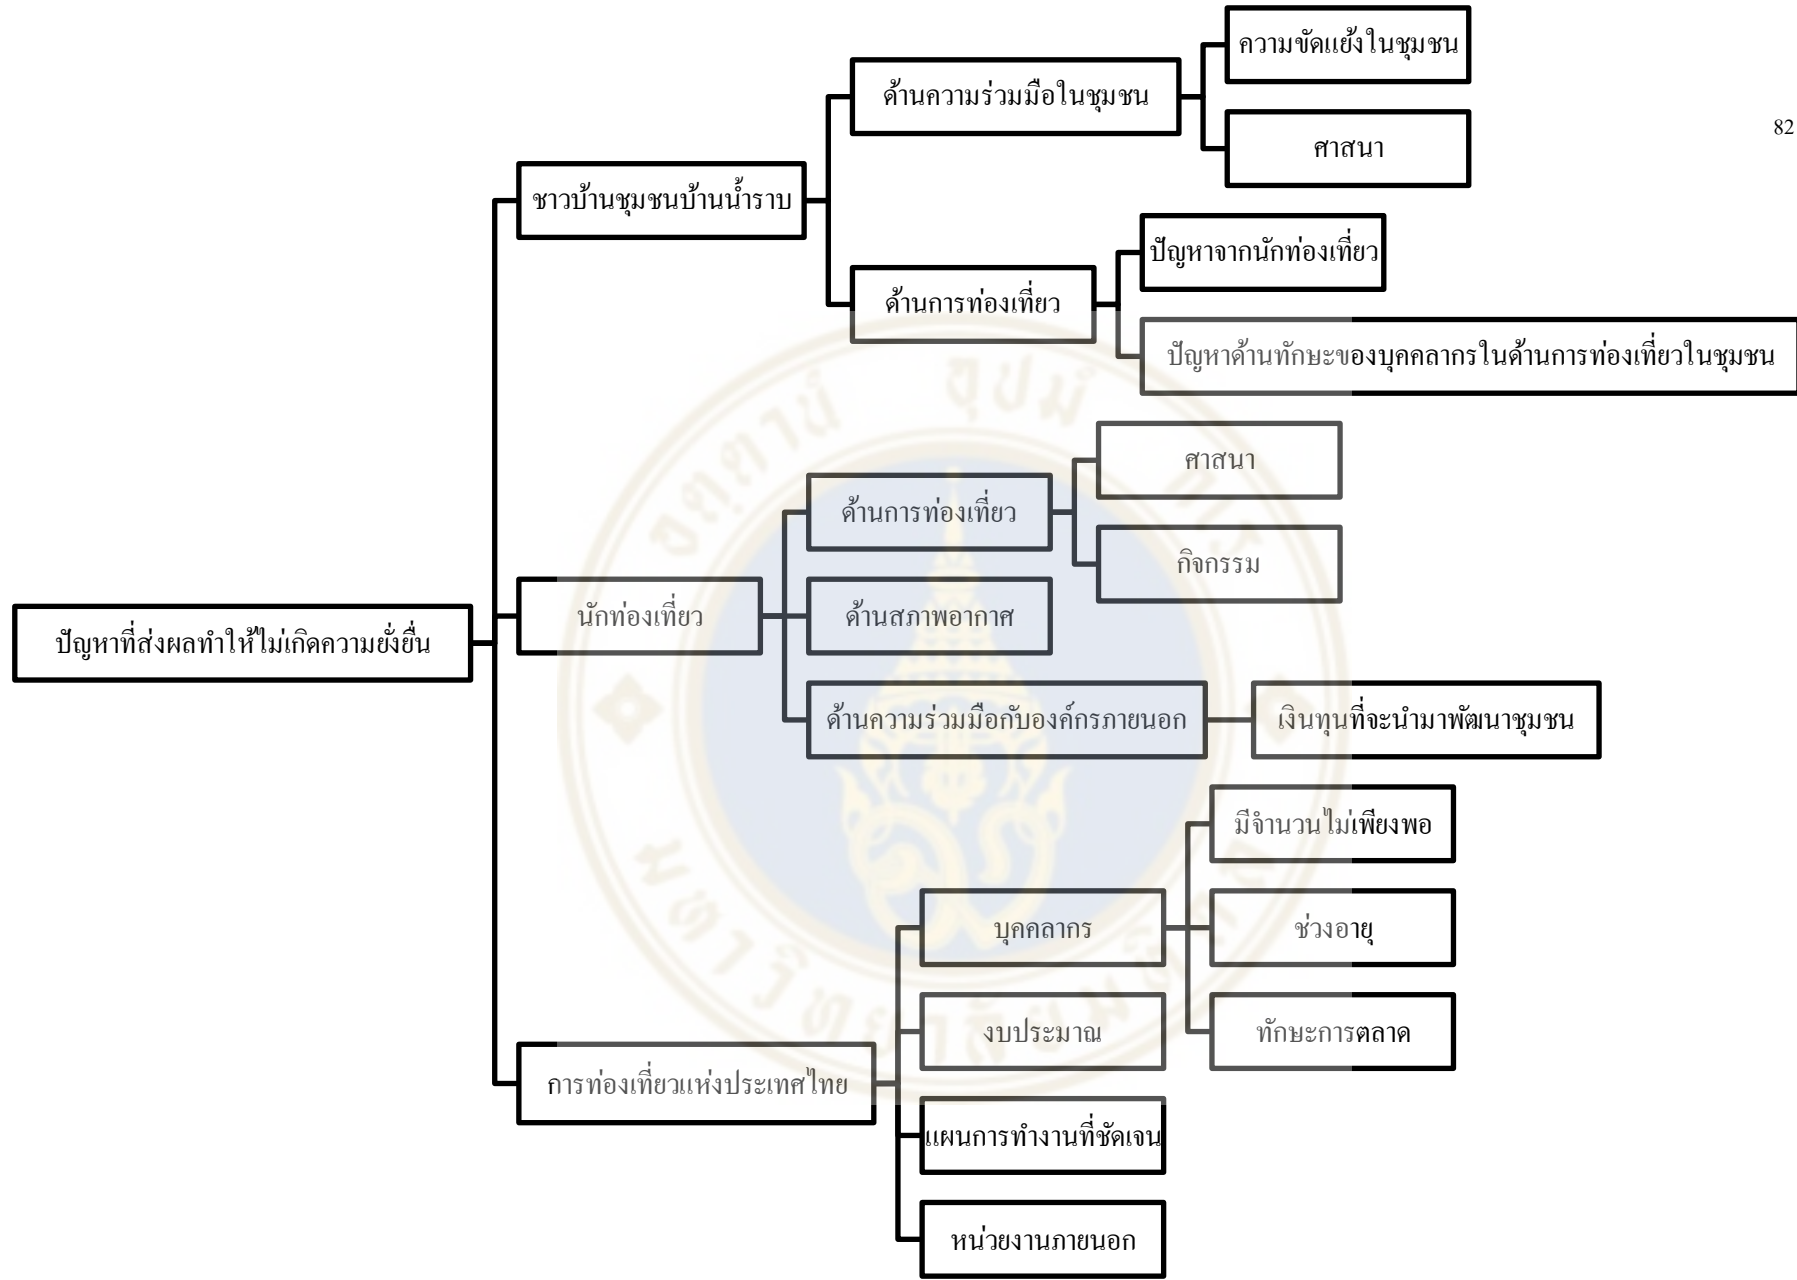 82
ปัญหาที่ส่งผลทำให้ไม่เกิดความยั่งยื่น
ชาวบ้านชุมชนบ้านน้ำราบ
ด้านความร่วมมือในชุมชน
ความขัดแย้งในชุมชน
ศาสนา
ด้านการท่องเที่ยว
ปัญหาจากนักท่องเที่ยว
ปัญหาด้านทักษะของบุคคลากรในด้านการท่องเที่ยวในชุมชน
นักท่องเที่ยว
ด้านการท่องเที่ยว
ศาสนา
กิจกรรม
ด้านสภาพอากาศ
ด้านความร่วมมือกับองค์กรภายนอก
เงินทุนที่จะนำมาพัฒนาชุมชน
การท่องเที่ยวแห่งประเทศไทย
บุคคลากร
มีจำนวนไม่เพียงพอ
ช่วงอายุ
ทักษะการตลาด
งบประมาณ
แผนการทำงานที่ชัดเจน
หน่วยงานภายนอก